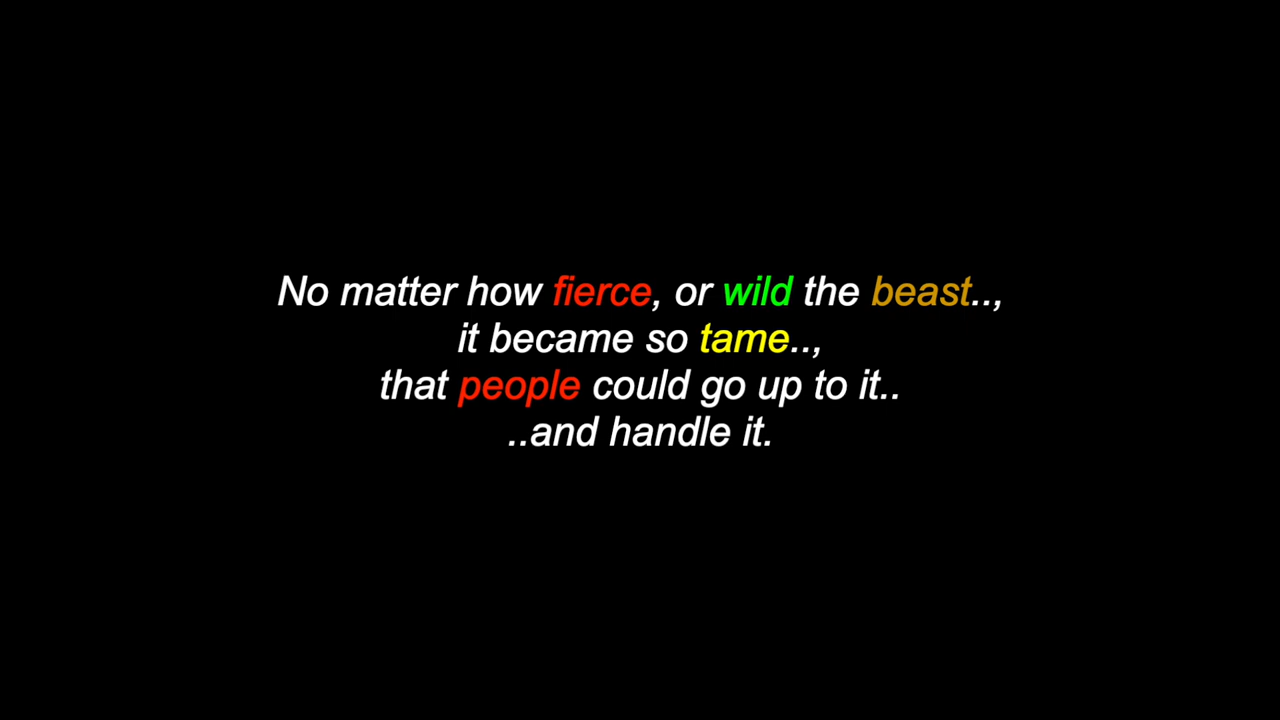 No matter how fierce, or wild the beast..,
it became so tame..,
that people could go up to it..
..and handle it.